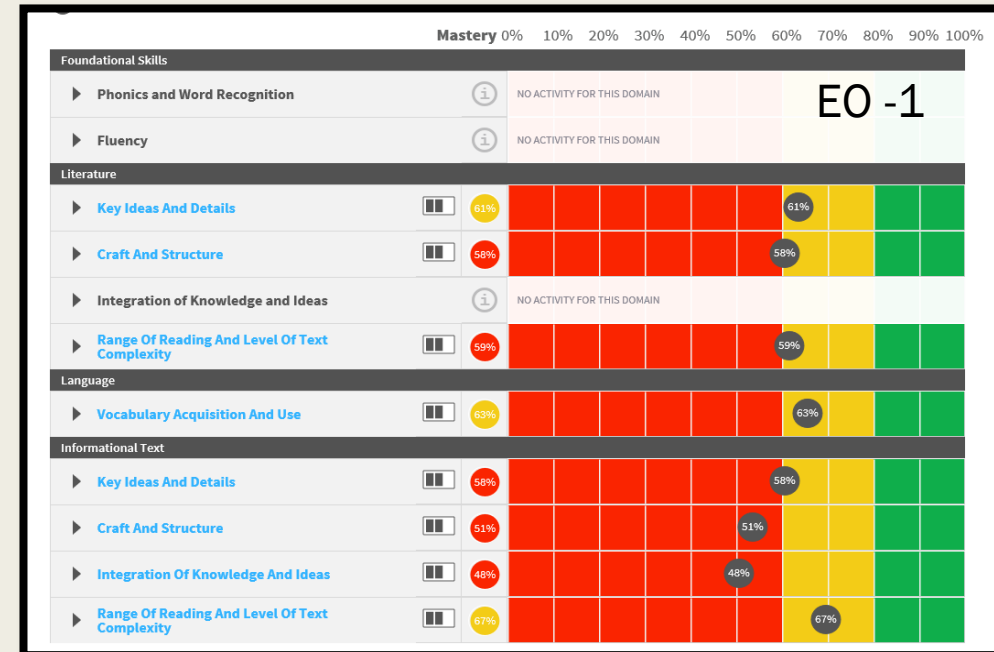 Mastery 0% 10% 20% 30% 40% 50% 60% 70% 80% 90% 100%
Foundational Skills
Phonics and Word Recognition i NO ACTIVITY FOR THIS DOMAIN
EO -1
Fluency i NO ACTIVITY FOR THIS DOMAIN
Literature
Key Ideas And Details 61% 61%
Craft And Structure 58% 58%
Integration of Knowledge and Ideas i NO ACTIVITY FOR THIS DOMAIN
Range Of Reading And Level Of Text
Complexity 59% 59%
Language
Vocabulary Acquisition And Use 63% 63%
Informational Text
Key Ideas And Details 58% 58%
Craft And Structure 51% 51%
Integration Of Knowledge And Ideas 48% 48%
Range Of Reading And Level Of Text
Complexity 67% 67%